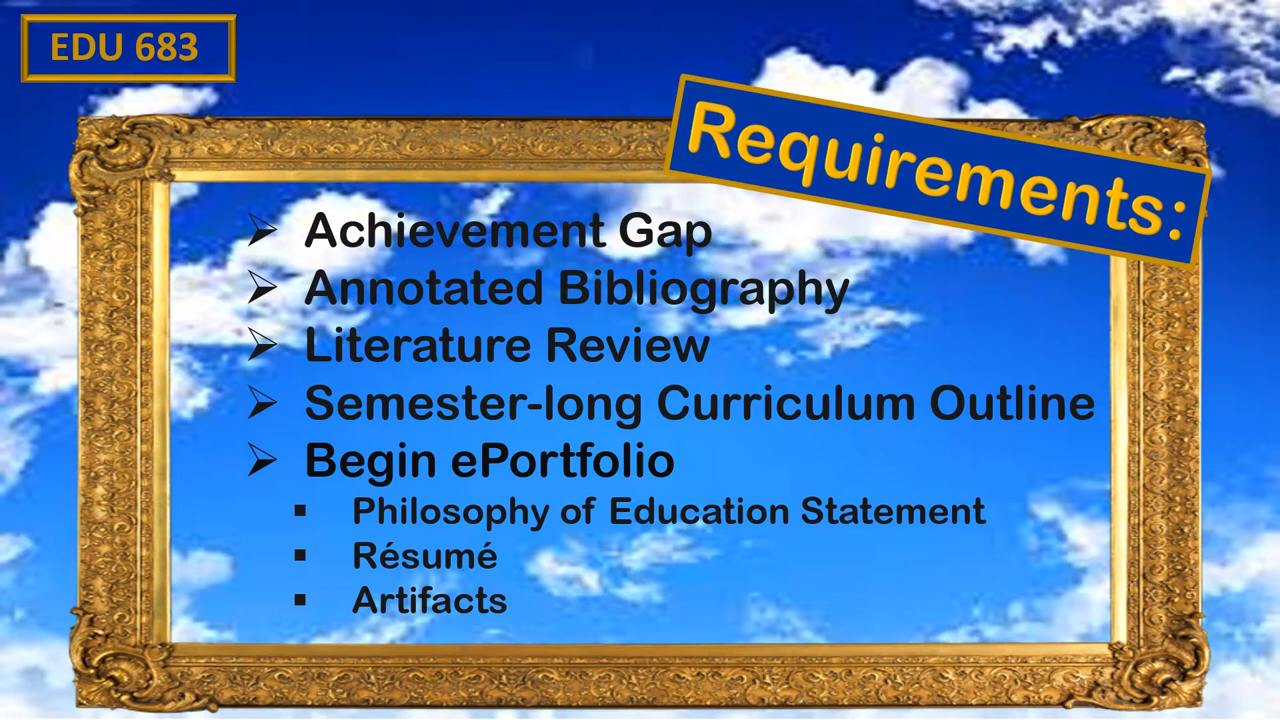 EDU 683
Requirements:
➢ Achievement Gap
➢ Annotated Bibliography
➢ Literature Review
➢ Semester-long Curriculum Outline
➢ Begin ePortfolio
▪ Philosophy of Education Statement
▪ Résumé
▪ Artifacts